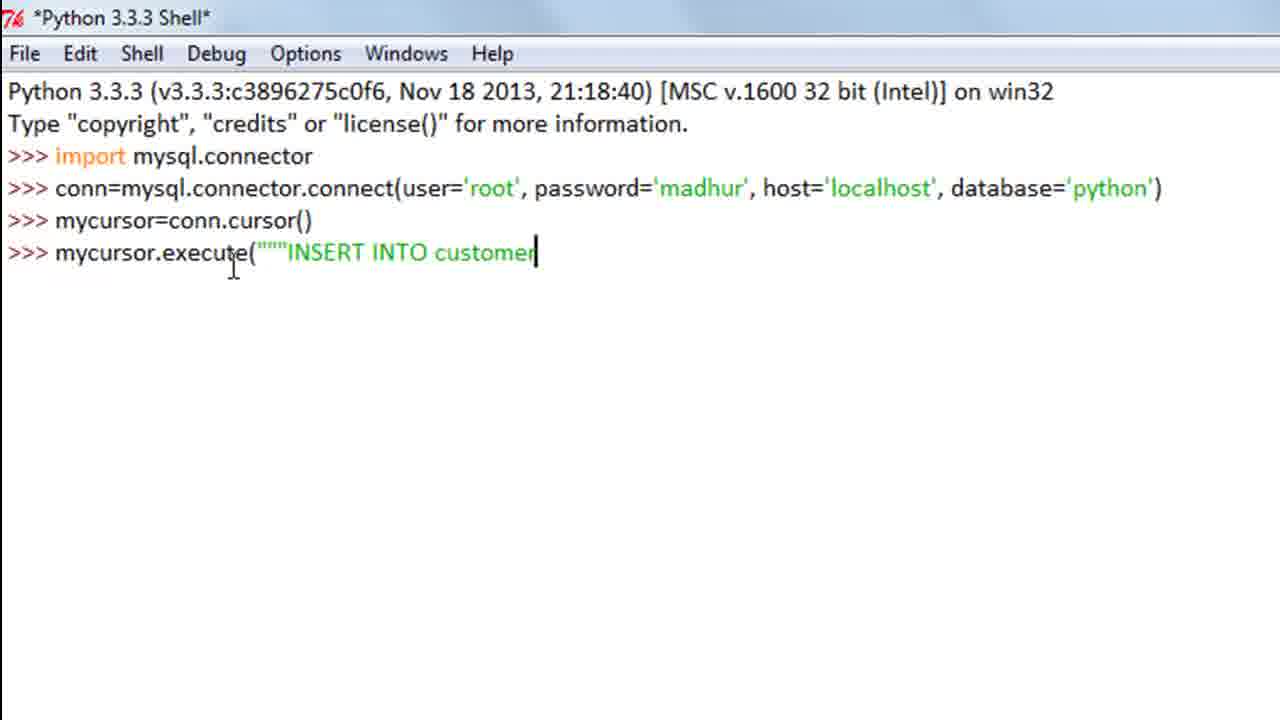 *Python 3.3.3 Shell*
File Edit Shell Debug Options Windows Help
Python 3.3.3 (v3.3.3:c3896275c0f6, Nov 18 2013, 21:18:40) [MSC v.1600 32 bit (Intel)] on win32
Type "copyright", "credits" or "license()" for more information.
>>> import mysql.connector
>>> conn=mysql.connector.connect(user='root', password='madhur', host='localhost', database='python')
>>> mycursor=conn.cursor()
>>> mycursor.execute("""INSERT INTO customer